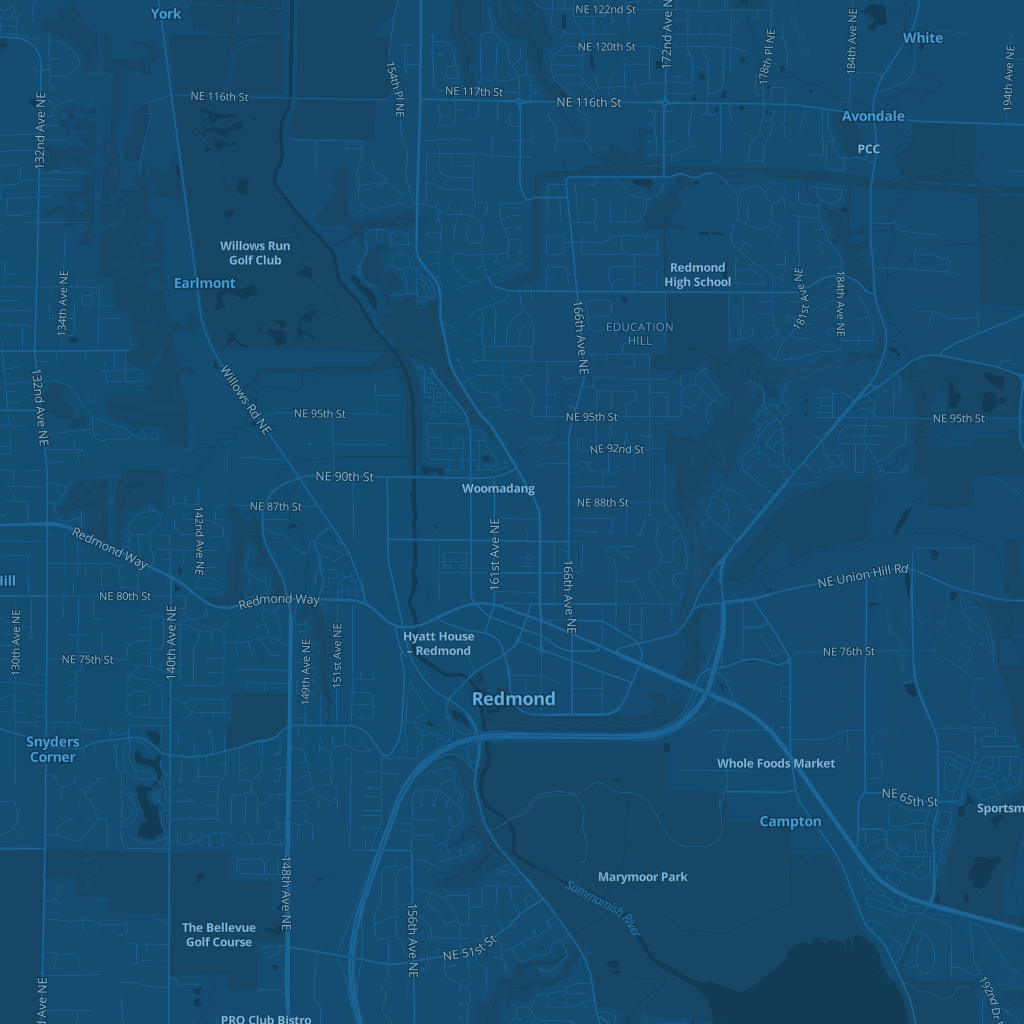 York
NE 122nd St
172nd Ave N
White
NE 120th St
178th Pl NE
184th Ave NE
194th Ave NE
154th Pl NE
NE 117th St
NE 116th St
NE 116th St
132nd Ave NE
Avondale
PCC
Willows Run
Golf Club
Redmond
High School
Earlmont
134th Ave NE
181st Ave NE
184th Ave NE
166th Ave NE
EDUCATION
HILL
132nd Ave NE
Willows Rd NE
NE 95th St
NE 95th St
NE 95th St
NE 92nd St
NE 90th St
Woomadang
NE 87th St
NE 88th St
142nd Ave NE
161st Ave NE
Redmond Way
166th Ave NE
NE Union Hill Rd
Hill
NE 80th St
Redmond Way
130th Ave NE
140th Ave NE
149th Ave NE
151st Ave NE
Hyatt House
– Redmond
NE 75th St
NE 76th St
Redmond
Snyders
Corner
Whole Foods Market
NE 65th St
Sportsm
Campton
148th Ave NE
Marymoor Park
Sammamish River
The Bellevue
Golf Course
156th Ave NE
NE 51st St
d Ave NE
192nd Dr N
PRO Club Bistro